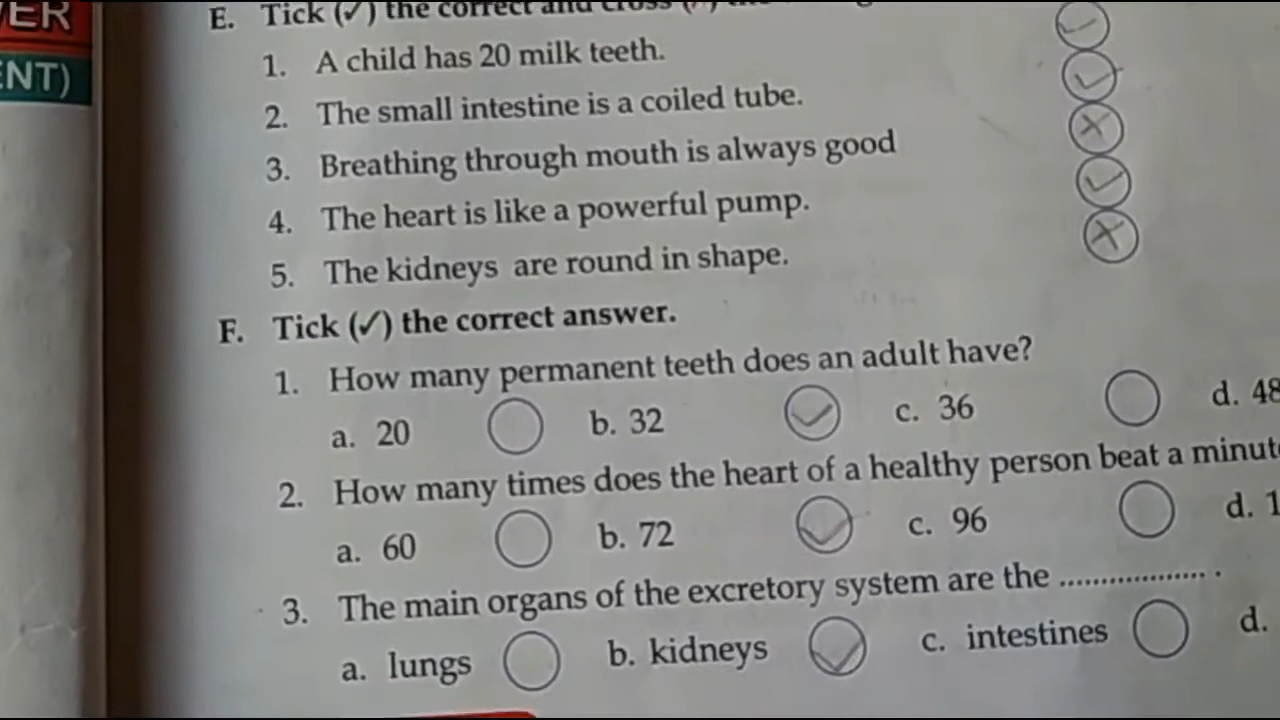 ER
ENT)
E. Tick (✓) the correct and cross
1. A child has 20 milk teeth.
2. The small intestine is a coiled tube.
3. Breathing through mouth is always good
4. The heart is like a powerful pump.
5. The kidneys are round in shape.
F. Tick (✓) the correct answer.
1. How many permanent teeth does an adult have?
a. 20 b. 32 c. 36 d. 48
2. How many times does the heart of a healthy person beat a minute
a. 60 b. 72 c. 96 d. 1
3. The main organs of the excretory system are the ................... .
a. lungs b. kidneys c. intestines d.